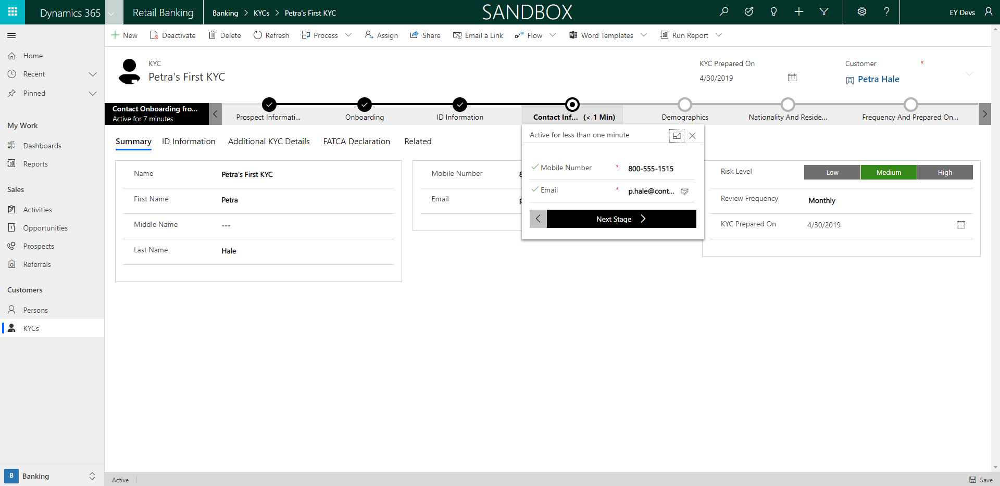 Dynamics 365
Retail Banking
Banking > KYCs > Petra's First KYC
SANDBOX
EY Devs
New
Deactivate
Delete
Refresh
Process
Assign
Share
Email a Link
Flow
Word Templates
Run Report
Home
Recent
Pinned
My Work
Dashboards
Reports
Sales
Activities
Opportunities
Prospects
Referrals
Customers
Persons
KYCs
B
Banking
KYC
Petra's First KYC
KYC Prepared On
4/30/2019
Customer *
Petra Hale
Contact Onboarding fro...
Active for 7 minutes
Prospect Informati...
Onboarding
ID Information
Contact Inf... (< 1 Min)
Demographics
Nationality And Reside...
Frequency And Prepared On...
Summary
ID Information
Additional KYC Details
FATCA Declaration
Related
Name Petra's First KYC
First Name Petra
Middle Name ---
Last Name Hale
Mobile Number 8
Email p
Active for less than one minute
Mobile Number * 800-555-1515
Email * p.hale@cont...
Next Stage
Risk Level Low Medium High
Review Frequency Monthly
KYC Prepared On 4/30/2019
Active
Save